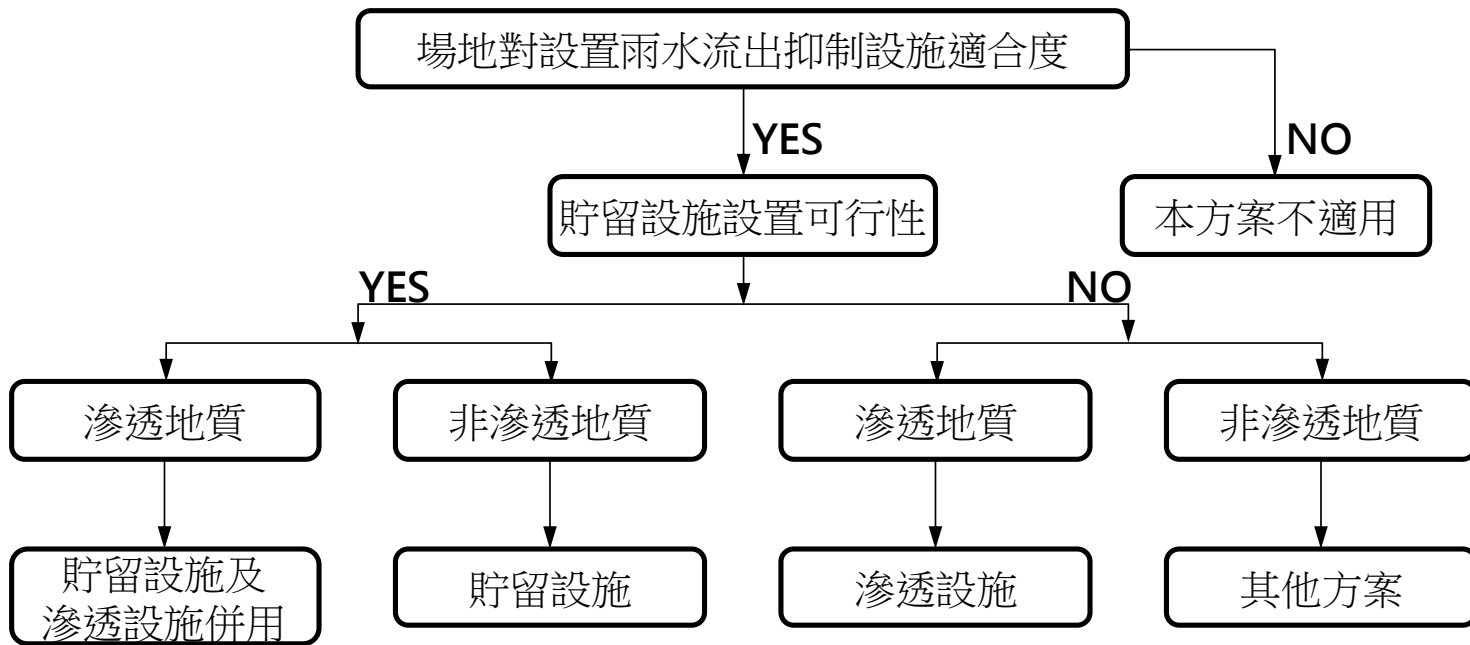 場地對設置雨水流出抑制設施適合度
YES
NO
貯留設施設置可行性
本方案不適用
YES
NO
滲透地質
非滲透地質
滲透地質
非滲透地質
貯留設施及
滲透設施併用
貯留設施
滲透設施
其他方案